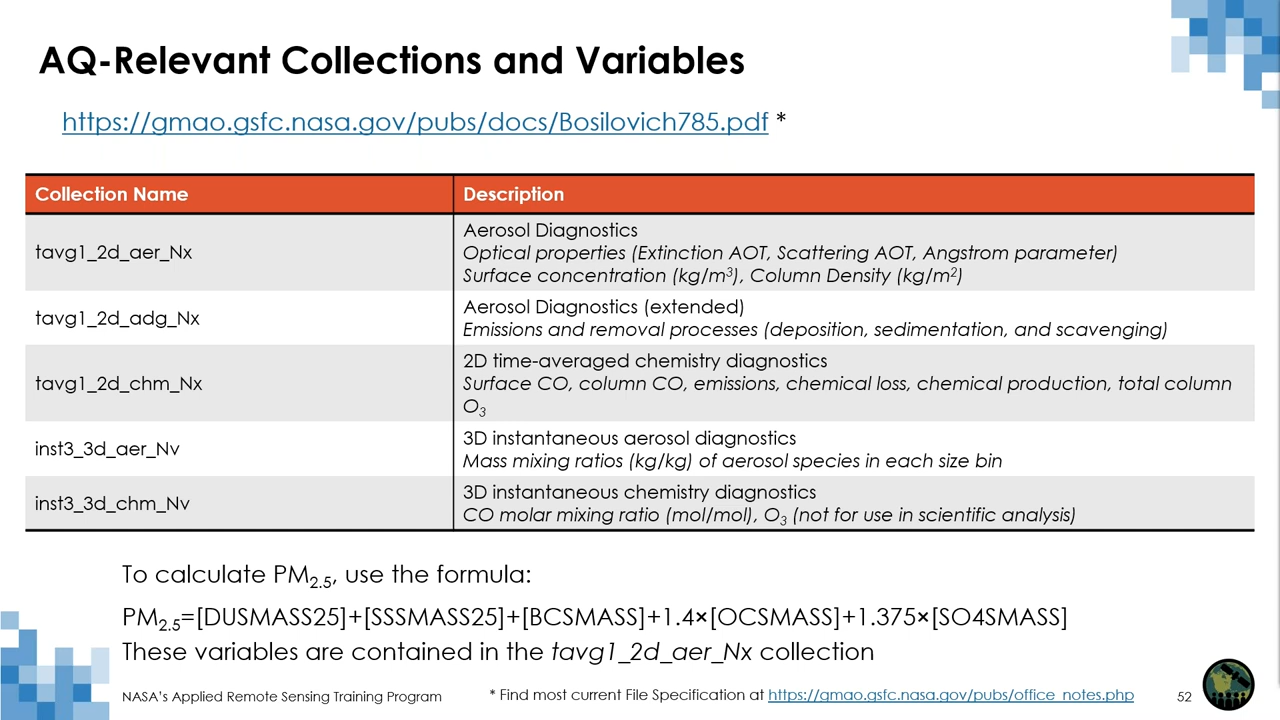 AQ-Relevant Collections and Variables
https://gmao.gsfc.nasa.gov/pubs/docs/Bosilovich785.pdf *
Collection Name
Description
tavg1_2d_aer_Nx
Aerosol Diagnostics
Optical properties (Extinction AOT, Scattering AOT, Angstrom parameter)
Surface concentration (kg/m³), Column Density (kg/m²)
tavg1_2d_adg_Nx
Aerosol Diagnostics (extended)
Emissions and removal processes (deposition, sedimentation, and scavenging)
tavg1_2d_chm_Nx
2D time-averaged chemistry diagnostics
Surface CO, column CO, emissions, chemical loss, chemical production, total column
O₃
inst3_3d_aer_Nv
3D instantaneous aerosol diagnostics
Mass mixing ratios (kg/kg) of aerosol species in each size bin
inst3_3d_chm_Nv
3D instantaneous chemistry diagnostics
CO molar mixing ratio (mol/mol), O₃ (not for use in scientific analysis)
To calculate PM₂.₅, use the formula:
PM₂.₅=[DUSMASS25]+[SSSMASS25]+[BCSMASS]+1.4×[OCSMASS]+1.375×[SO4SMASS]
These variables are contained in the tavg1_2d_aer_Nx collection
NASA's Applied Remote Sensing Training Program
* Find most current File Specification at https://gmao.gsfc.nasa.gov/pubs/office_notes.php
52